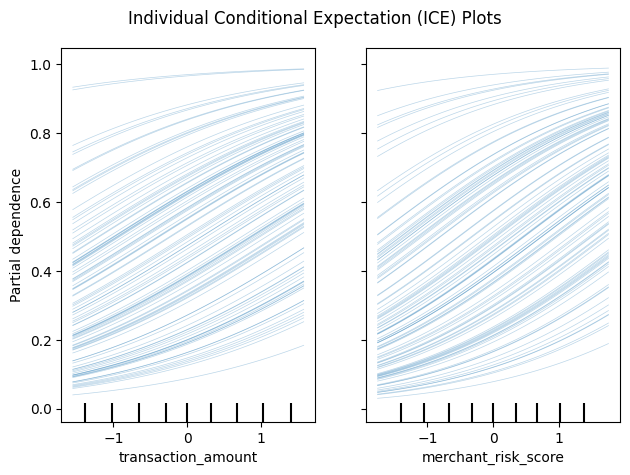 Individual Conditional Expectation (ICE) Plots
Partial dependence
1.0
0.8
0.6
0.4
0.2
0.0
−1 0 1
transaction_amount
−1 0 1
merchant_risk_score